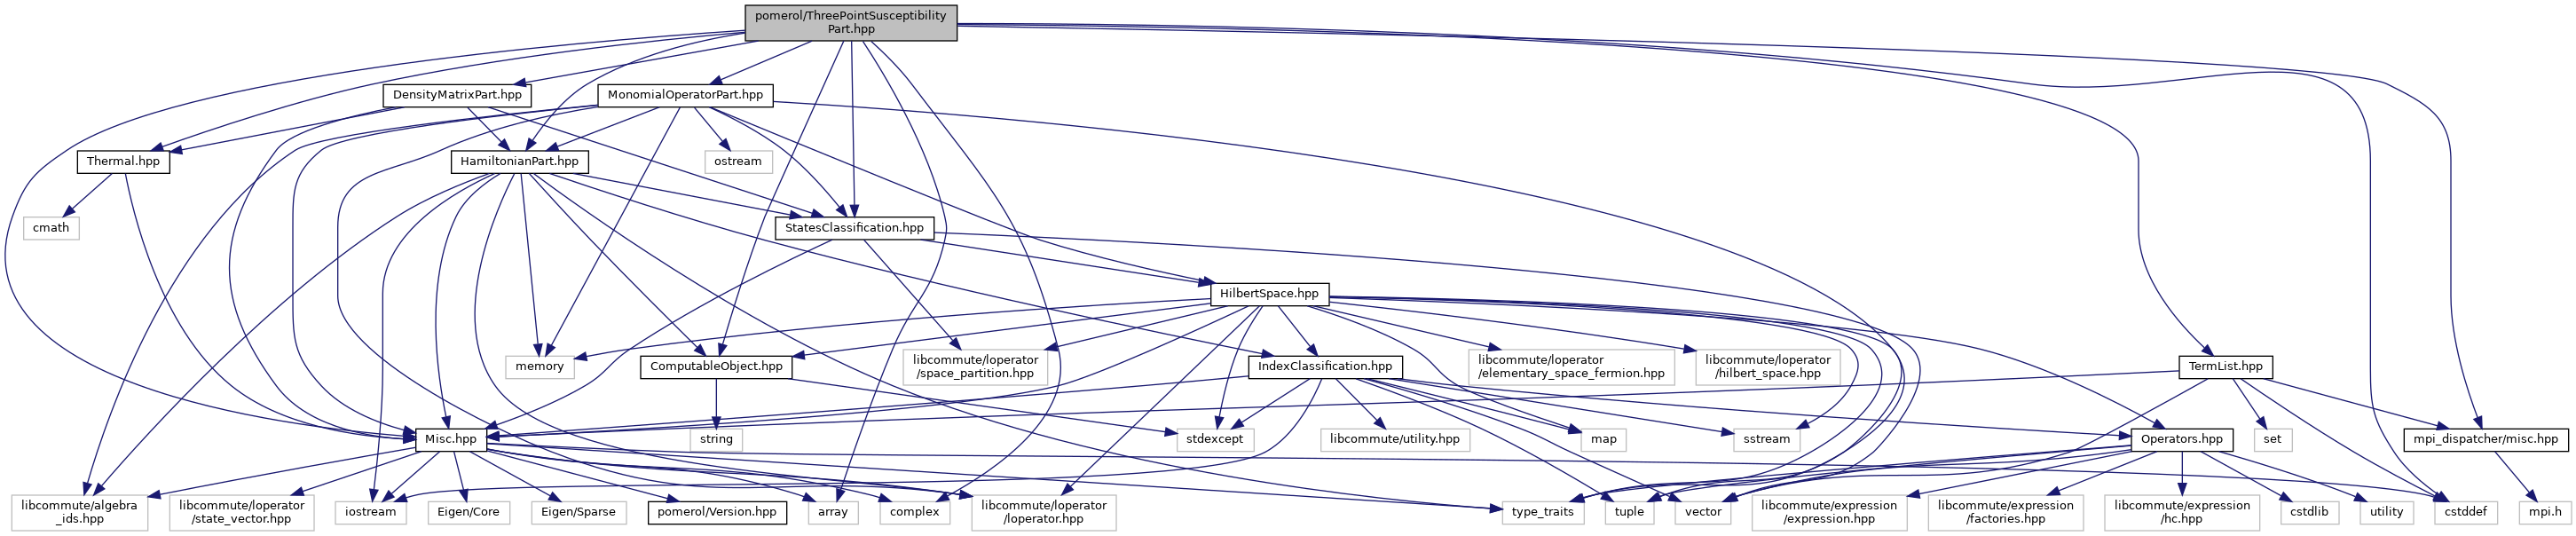 pomerol/ThreePointSusceptibility
Part.hpp
DensityMatrixPart.hpp
MonomialOperatorPart.hpp
Thermal.hpp
HamiltonianPart.hpp
ostream
cmath
StatesClassification.hpp
HilbertSpace.hpp
memory
ComputableObject.hpp
libcommute/loperator
/space_partition.hpp
IndexClassification.hpp
libcommute/loperator
/elementary_space_fermion.hpp
libcommute/loperator
/hilbert_space.hpp
TermList.hpp
Misc.hpp
string
stdexcept
libcommute/utility.hpp
map
sstream
Operators.hpp
set
mpi_dispatcher/misc.hpp
libcommute/algebra
_ids.hpp
libcommute/loperator
/state_vector.hpp
iostream
Eigen/Core
Eigen/Sparse
pomerol/Version.hpp
array
complex
libcommute/loperator
/loperator.hpp
type_traits
tuple
vector
libcommute/expression
/expression.hpp
libcommute/expression
/factories.hpp
libcommute/expression
/hc.hpp
cstdlib
utility
cstddef
mpi.h